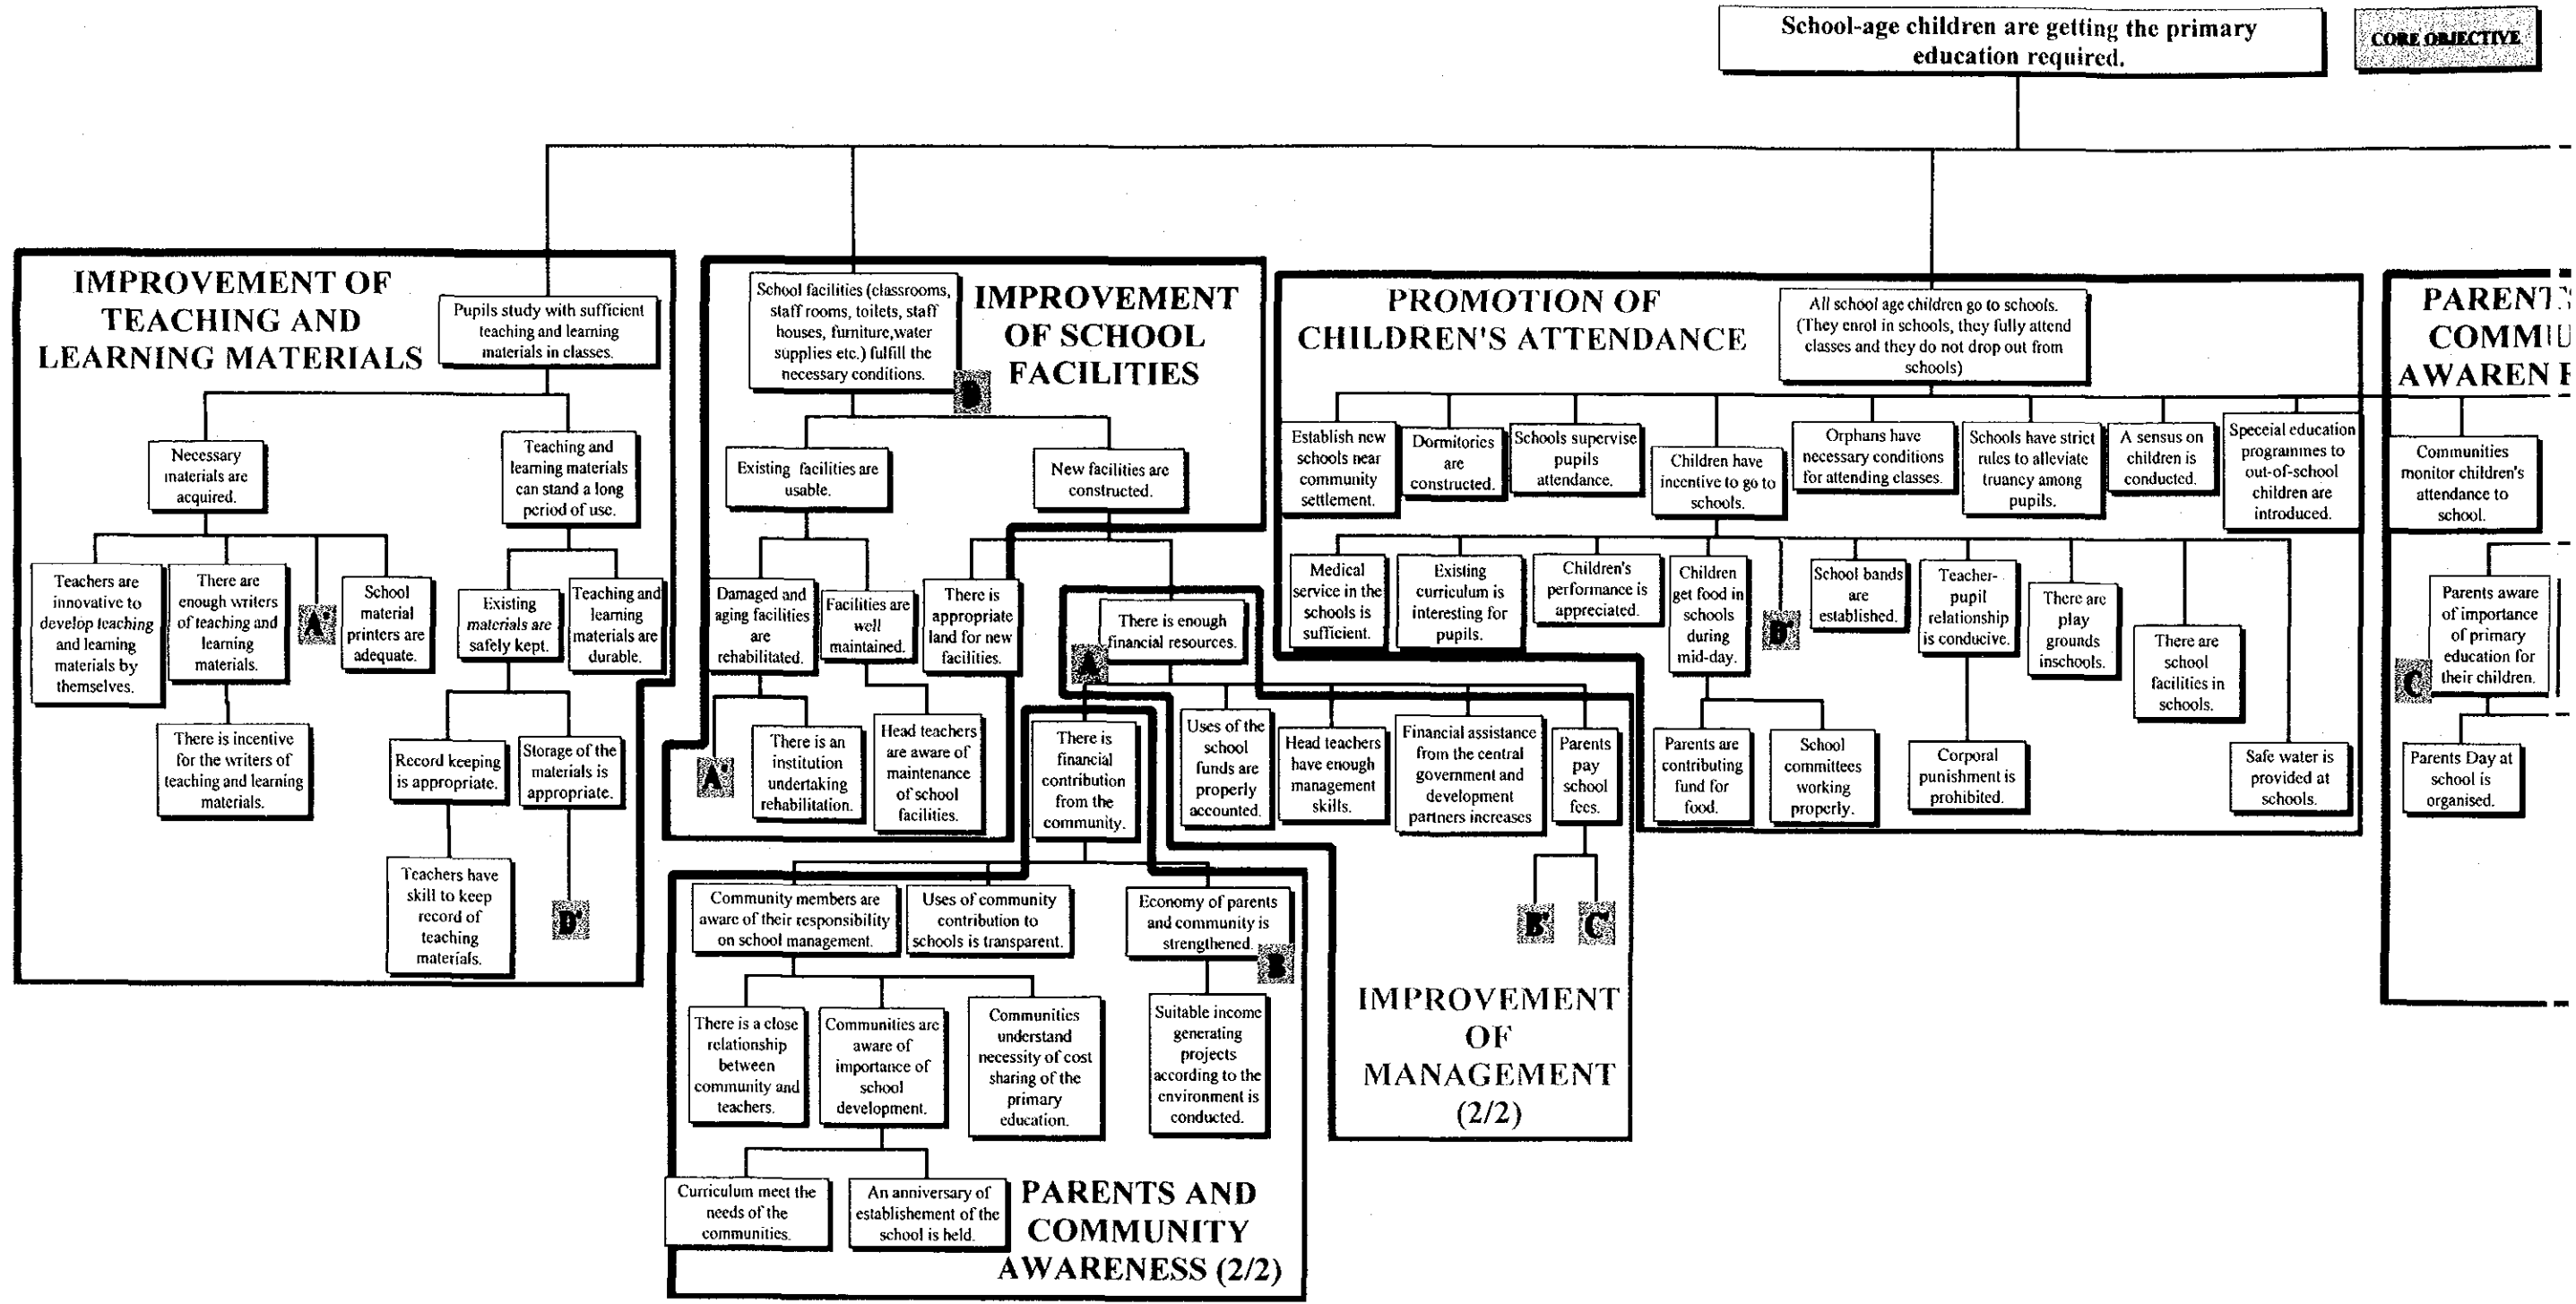 School-age children are getting the primary
education required.
CORE OBJECTIVE
IMPROVEMENT OF
TEACHING AND
LEARNING MATERIALS
Pupils study with sufficient
teaching and learning
materials in classes.
Necessary
materials are
acquired.
Teaching and
learning materials
can stand a long
period of use.
Teachers are
innovative to
develop teaching
and learning
materials by
themselves.
There are
enough writers
of teaching and
learning
materials.
A'
School
material
printers are
adequate.
Existing
materials are
safely kept.
Teaching and
learning
materials are
durable.
There is incentive
for the writers of
teaching and learning
materials.
Record keeping
is appropriate.
Storage of the
materials is
appropriate.
Teachers have
skill to keep
record of
teaching
materials.
D'
School facilities (classrooms,
staff rooms, toilets, staff
houses, furniture,water
supplies etc.) fulfill the
necessary conditions.
D
IMPROVEMENT
OF SCHOOL
FACILITIES
Existing facilities are
usable.
New facilities are
constructed.
Damaged and
aging facilities
are
rehabilitated.
Facilities are
well
maintained.
There is
appropriate
land for new
facilities.
There is enough
financial resources.
A
A'
There is an
institution
undertaking
rehabilitation.
Head teachers
are aware of
maintenance
of school
facilities.
There is
financial
contribution
from the
community.
Uses of the
school
funds are
properly
accounted.
Head teachers
have enough
management
skills.
Financial assistance
from the central
government and
development
partners increases
Parents
pay
school
fees.
B'
C'
IMPROVEMENT
OF
MANAGEMENT
(2/2)
Community members are
aware of their responsibility
on school management.
Uses of community
contribution to
schools is transparent.
Economy of parents
and community is
strengthened.
B
There is a close
relationship
between
community and
teachers.
Communities are
aware of
importance of
school
development.
Communities
understand
necessity of cost
sharing of the
primary
education.
Suitable income
generating
projects
according to the
environment is
conducted.
Curriculum meet the
needs of the
communities.
An anniversary of
establishement of the
school is held.
PARENTS AND
COMMUNITY
AWARENESS (2/2)
PROMOTION OF
CHILDREN'S ATTENDANCE
All school age children go to schools.
(They enrol in schools, they fully attend
classes and they do not drop out from
schools)
Establish new
schools near
community
settlement.
Dormitories
are
constructed.
Schools supervise
pupils
attendance.
Children have
incentive to go to
schools.
Orphans have
necessary conditions
for attending classes.
Schools have strict
rules to alleviate
truancy among
pupils.
A sensus on
children is
conducted.
Speceial education
programmes to
out-of-school
children are
introduced.
Medical
service in the
schools is
sufficient.
Existing
curriculum is
interesting for
pupils.
Children's
performance is
appreciated.
Children
get food in
schools
during
mid-day.
D'
School bands
are
established.
Teacher-
pupil
relationship
is conducive.
There are
play
grounds
inschools.
There are
school
facilities in
schools.
Parents are
contributing
fund for
food.
School
committees
working
properly.
Corporal
punishment is
prohibited.
Safe water is
provided at
schools.
PARENTS
COMMU
AWAREN
Communities
monitor children's
attendance to
school.
Parents aware
of importance
of primary
education for
their children.
C
Parents Day at
school is
organised.